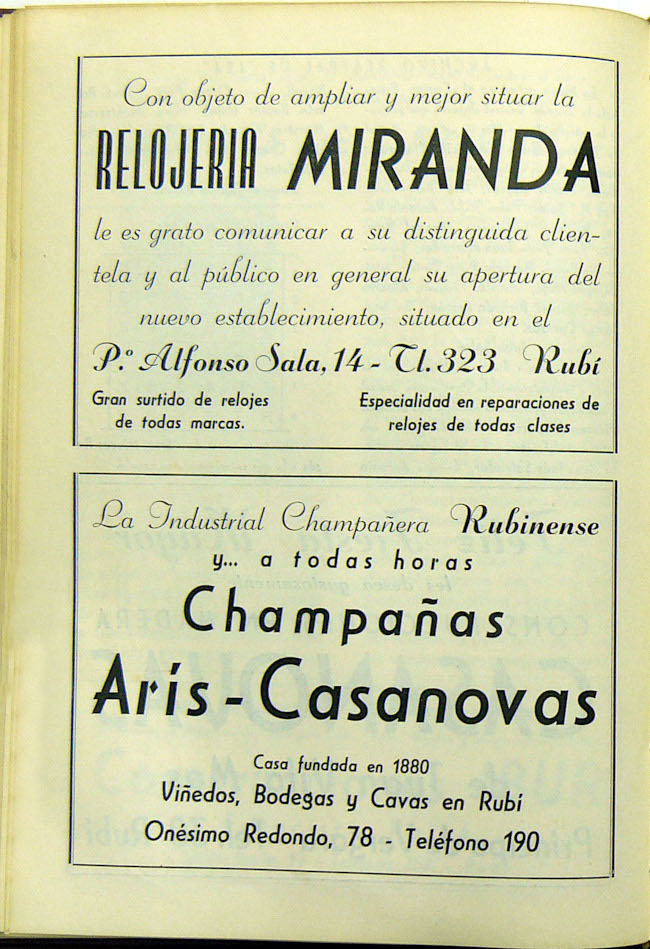 Con objeto de ampliar y mejor situar la
RELOJERIA MIRANDA
le es grato comunicar a su distinguida clien-
tela y al público en general su apertura del
nuevo establecimiento, situado en el
P.º Alfonso Sala, 14 - Tl. 323 Rubí
Gran surtido de relojes
de todas marcas.
Especialidad en reparaciones de
relojes de todas clases
La Industrial Champañera Rubinense
y... a todas horas
Champañas
Arís - Casanovas
Casa fundada en 1880
Viñedos, Bodegas y Cavas en Rubí
Onésimo Redondo, 78 - Teléfono 190